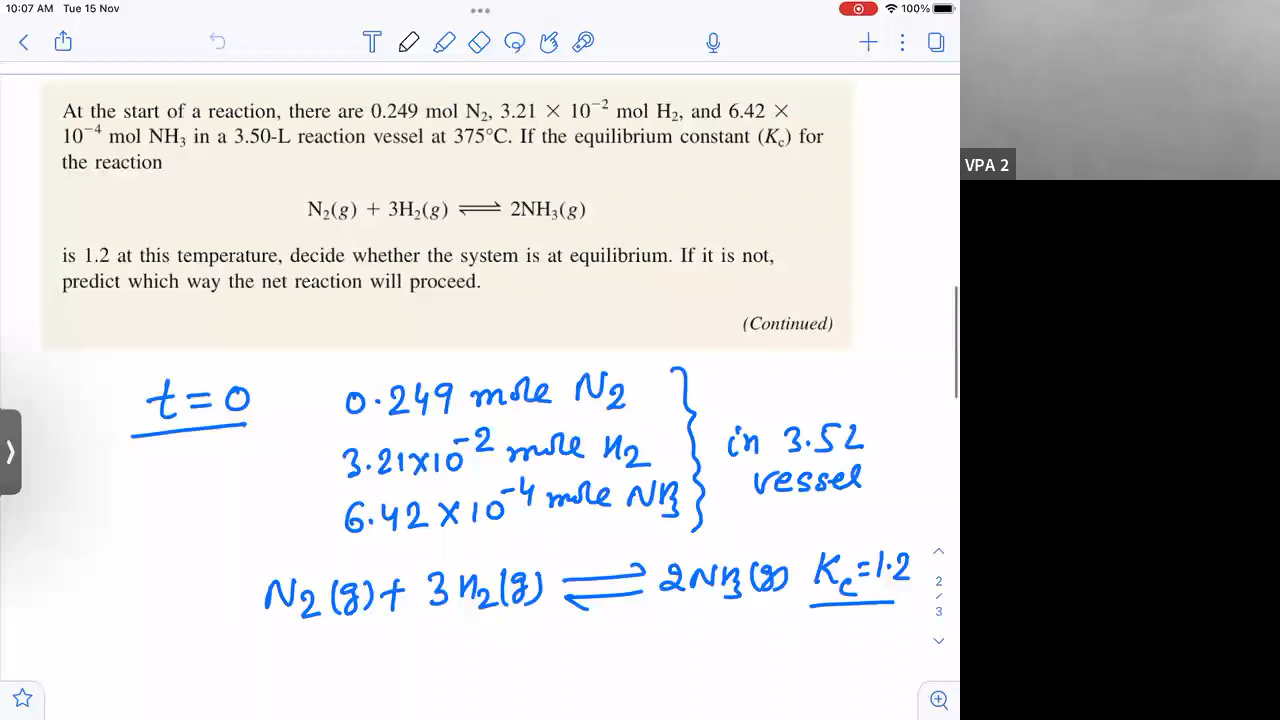 10:07 AM Tue 15 Nov
100%
At the start of a reaction, there are 0.249 mol N₂, 3.21 × 10⁻² mol H₂, and 6.42 ×
10⁻⁴ mol NH₃ in a 3.50-L reaction vessel at 375°C. If the equilibrium constant (K꜀) for
the reaction
N₂(g) + 3H₂(g) ⇌ 2NH₃(g)
is 1.2 at this temperature, decide whether the system is at equilibrium. If it is not,
predict which way the net reaction will proceed.
(Continued)
t = 0
0.249 mole N₂
3.21×10⁻² mole H₂
6.42 × 10⁻⁴ mole NH₃
in 3.5L
vessel
N₂(g) + 3H₂(g) ⇌ 2NH₃(g) K꜀ = 1.2
2/3
VPA 2